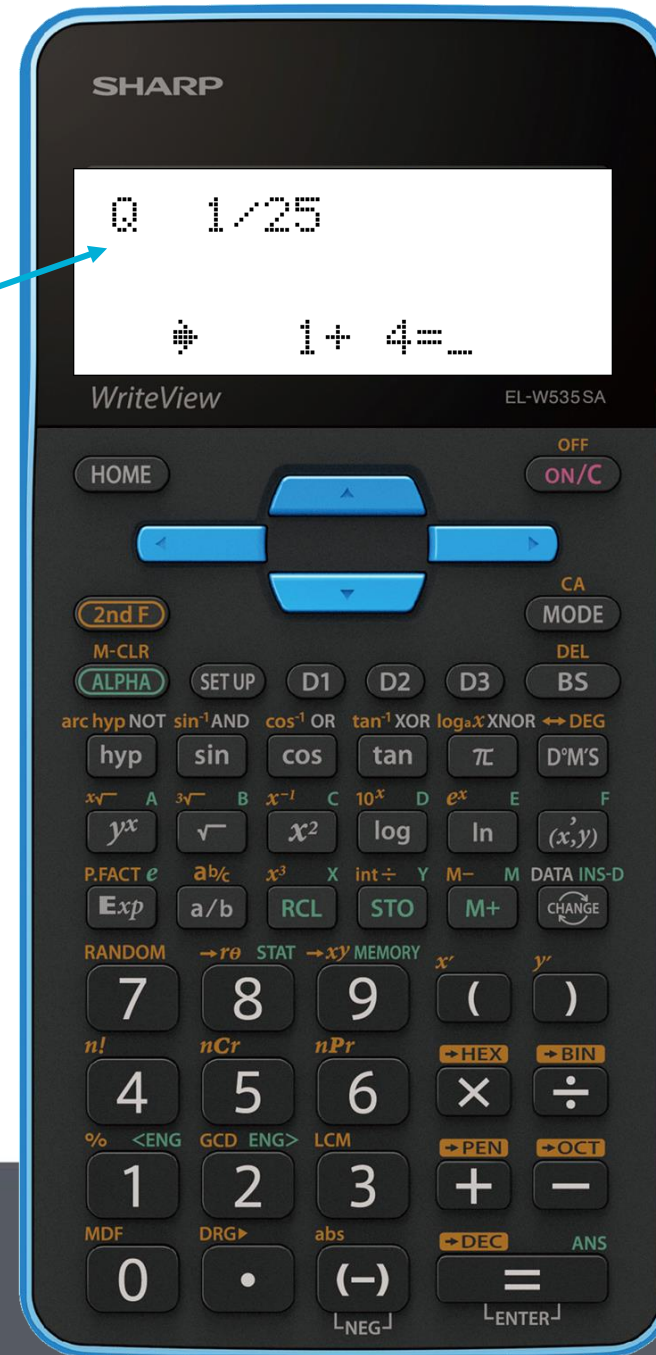 SHARP
Q 1/25
➔ 1+ 4=_
WriteView EL-W535SA
OFF
HOME ON/C
CA
2nd F MODE
M-CLR DEL
ALPHA SET UP D1 D2 D3 BS
arc hyp NOT sin⁻¹ AND cos⁻¹ OR tan⁻¹ XOR logₐx XNOR ↔DEG
hyp sin cos tan π D°M'S
ˣ√ A ³√ B x⁻¹ C 10ˣ D eˣ E F
yˣ √ x² log ln (x,y)
P.FACT e ab/c x³ X int÷ Y M− M DATA INS-D
Exp a/b RCL STO M+ CHANGE
RANDOM →rθ STAT →xy MEMORY x′ y′
7 8 9 ( )
n! nCr nPr →HEX →BIN
4 5 6 × ÷
% <ENG GCD ENG> LCM →PEN →OCT
1 2 3 + −
MDF DRG▶ abs →DEC ANS
0 • (−) =
NEG ENTER